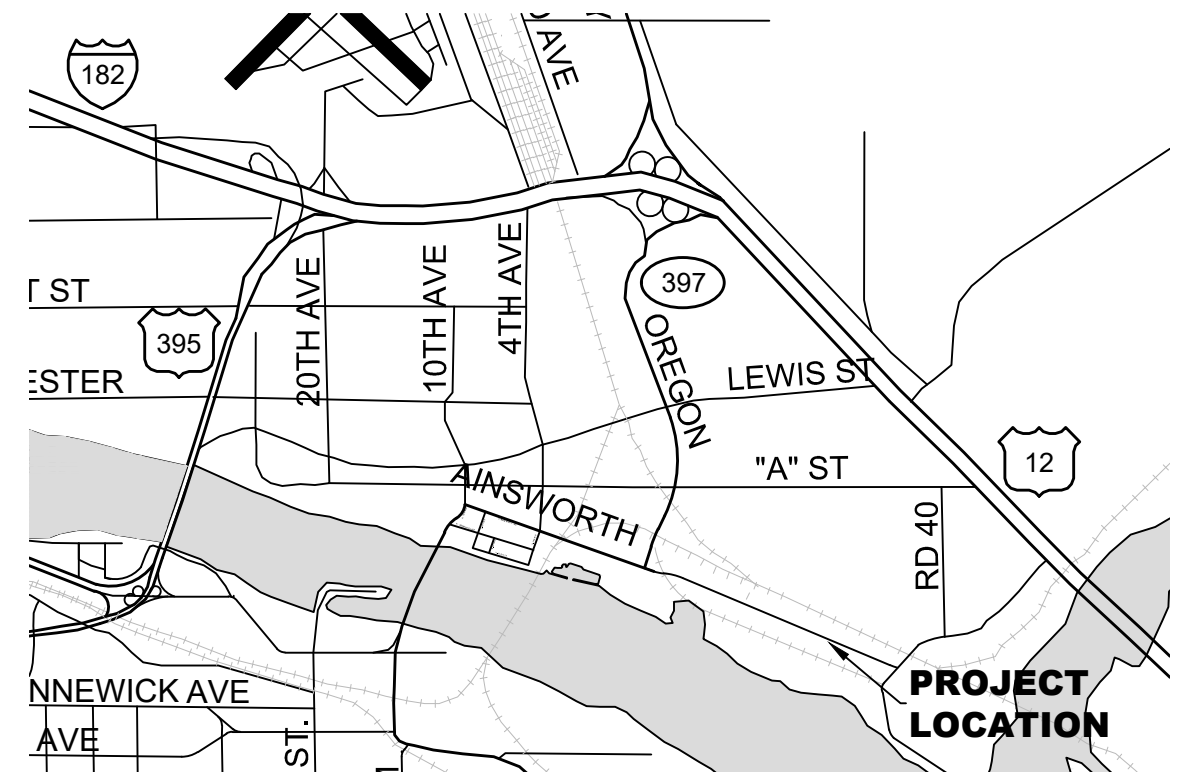 182
AVE
397
T ST
395
20TH AVE
10TH AVE
4TH AVE
OREGON
ESTER
LEWIS ST
"A" ST
12
AINSWORTH
RD 40
PROJECT
LOCATION
NNEWICK AVE
AVE
ST.